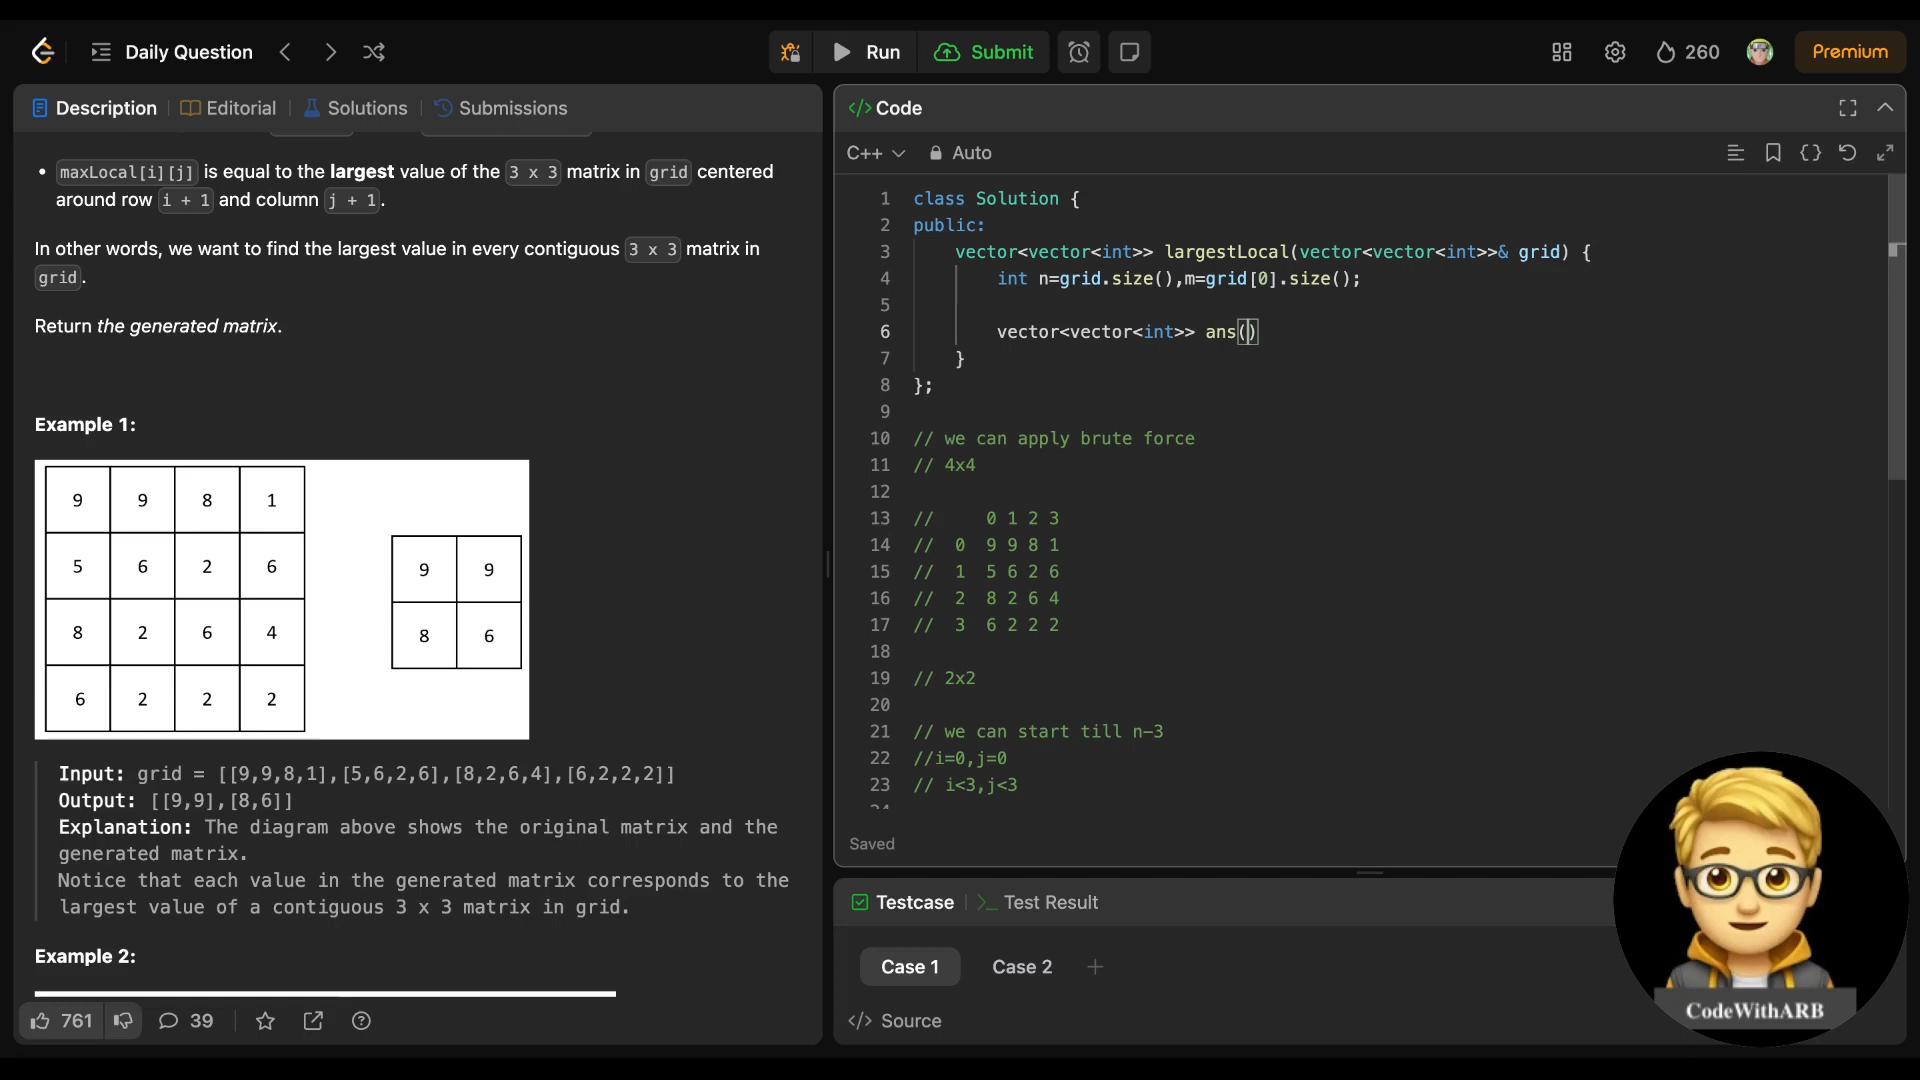 Daily Question
Run
Submit
260
Premium
Description
Editorial
Solutions
Submissions
maxLocal[i][j] is equal to the largest value of the 3 x 3 matrix in grid centered
around row i + 1 and column j + 1.
In other words, we want to find the largest value in every contiguous 3 x 3 matrix in
grid.
Return the generated matrix.
Example 1:
9 9 8 1
5 6 2 6
8 2 6 4
6 2 2 2
9 9
8 6
Input: grid = [[9,9,8,1],[5,6,2,6],[8,2,6,4],[6,2,2,2]]
Output: [[9,9],[8,6]]
Explanation: The diagram above shows the original matrix and the
generated matrix.
Notice that each value in the generated matrix corresponds to the
largest value of a contiguous 3 x 3 matrix in grid.
Example 2:
761
39
</> Code
C++
Auto
1 class Solution {
2 public:
3 vector<vector<int>> largestLocal(vector<vector<int>>& grid) {
4 int n=grid.size(),m=grid[0].size();
5
6 vector<vector<int>> ans()
7 }
8 };
9
10 // we can apply brute force
11 // 4x4
12
13 // 0 1 2 3
14 // 0 9 9 8 1
15 // 1 5 6 2 6
16 // 2 8 2 6 4
17 // 3 6 2 2 2
18
19 // 2x2
20
21 // we can start till n-3
22 //i=0,j=0
23 // i<3,j<3
Saved
Testcase
>_ Test Result
Case 1
Case 2
+
</> Source
CodeWithARB